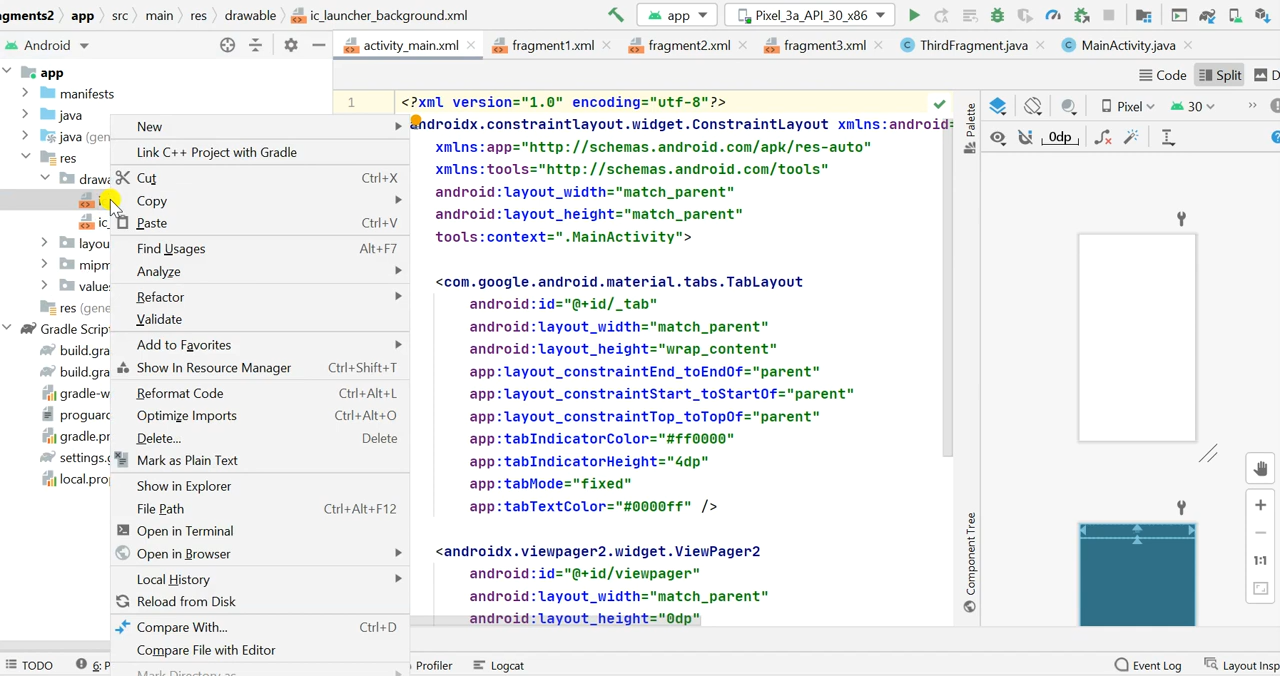 agments2 app src main res drawable ic_launcher_background.xml app Pixel_3a_API_30_x86
Android activity_main.xml fragment1.xml fragment2.xml fragment3.xml ThirdFragment.java MainActivity.java
Code Split D
app
manifests
java
java (gen
res
drawa
ic_
layou
mipm
values
res (gene
Gradle Script
build.gra
build.gra
gradle-w
proguard
gradle.pr
settings.g
local.prop
New
Link C++ Project with Gradle
Cut Ctrl+X
Copy
Paste Ctrl+V
Find Usages Alt+F7
Analyze
Refactor
Validate
Add to Favorites
Show In Resource Manager Ctrl+Shift+T
Reformat Code Ctrl+Alt+L
Optimize Imports Ctrl+Alt+O
Delete... Delete
Mark as Plain Text
Show in Explorer
File Path Ctrl+Alt+F12
Open in Terminal
Open in Browser
Local History
Reload from Disk
Compare With... Ctrl+D
Compare File with Editor
Mark Directory as
1 <?xml version="1.0" encoding="utf-8"?>
androidx.constraintlayout.widget.ConstraintLayout xmlns:android=
xmlns:app="http://schemas.android.com/apk/res-auto"
xmlns:tools="http://schemas.android.com/tools"
android:layout_width="match_parent"
android:layout_height="match_parent"
tools:context=".MainActivity">
<com.google.android.material.tabs.TabLayout
android:id="@+id/_tab"
android:layout_width="match_parent"
android:layout_height="wrap_content"
app:layout_constraintEnd_toEndOf="parent"
app:layout_constraintStart_toStartOf="parent"
app:layout_constraintTop_toTopOf="parent"
app:tabIndicatorColor="#ff0000"
app:tabIndicatorHeight="4dp"
app:tabMode="fixed"
app:tabTextColor="#0000ff" />
<androidx.viewpager2.widget.ViewPager2
android:id="@+id/viewpager"
android:layout_width="match_parent"
android:layout_height="0dp"
Palette
Component Tree
Pixel 30 »
0dp
1:1
TODO 6: P Profiler Logcat Event Log Layout Insp